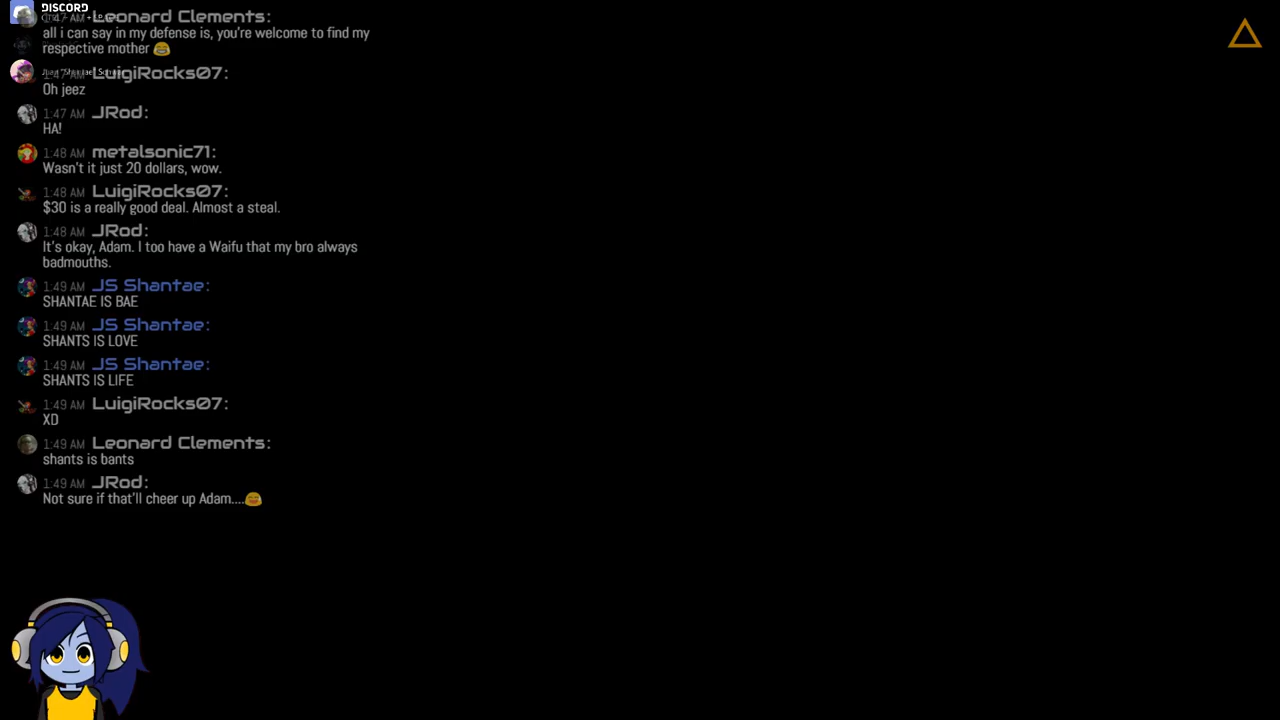 DISCORD
Leonard Clements:
all i can say in my defense is, you're welcome to find my
respective mother 😂
1:47 AM LuigiRocks07:
Oh jeez
1:47 AM JRod:
HA!
1:48 AM metalsonic71:
Wasn't it just 20 dollars, wow.
1:48 AM LuigiRocks07:
$30 is a really good deal. Almost a steal.
1:48 AM JRod:
It's okay, Adam. I too have a Waifu that my bro always
badmouths.
1:49 AM JS Shantae:
SHANTAE IS BAE
1:49 AM JS Shantae:
SHANTS IS LOVE
1:49 AM JS Shantae:
SHANTS IS LIFE
1:49 AM LuigiRocks07:
XD
1:49 AM Leonard Clements:
shants is bants
1:49 AM JRod:
Not sure if that'll cheer up Adam....😂